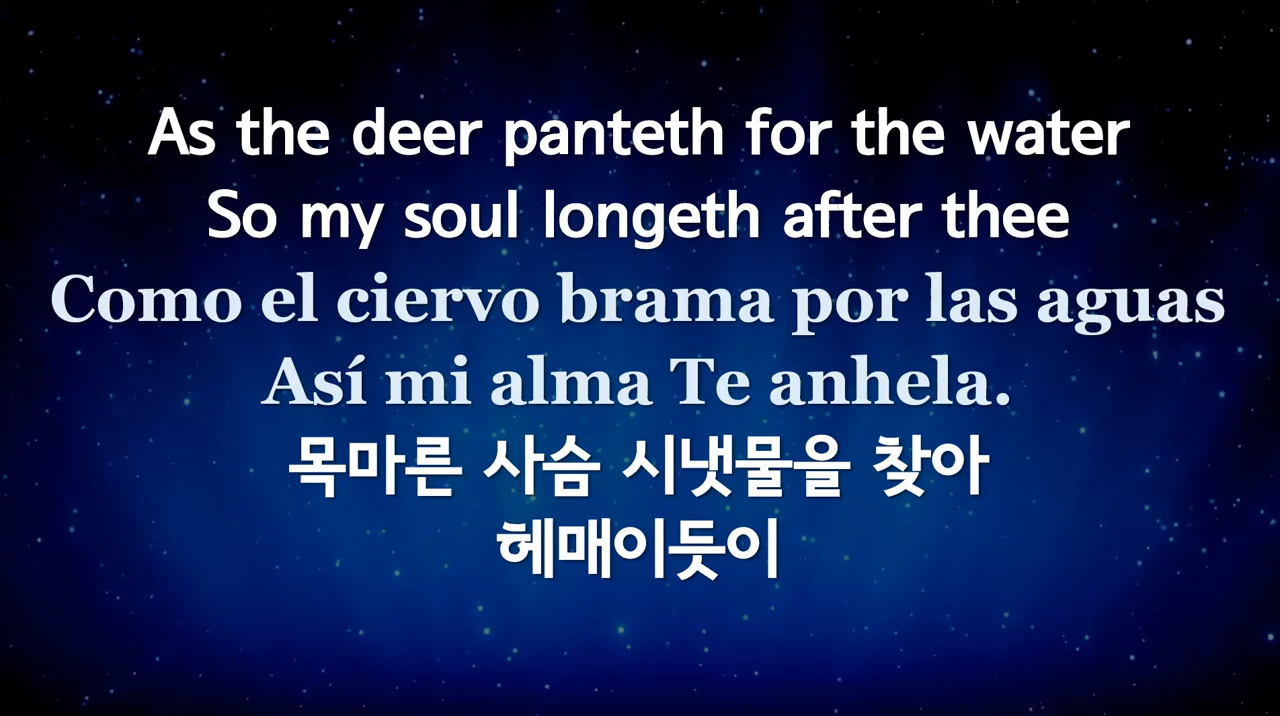 As the deer panteth for the water
So my soul longeth after thee
Como el ciervo brama por las aguas
Así mi alma Te anhela.
목마른 사슴 시냇물을 찾아
헤매이듯이